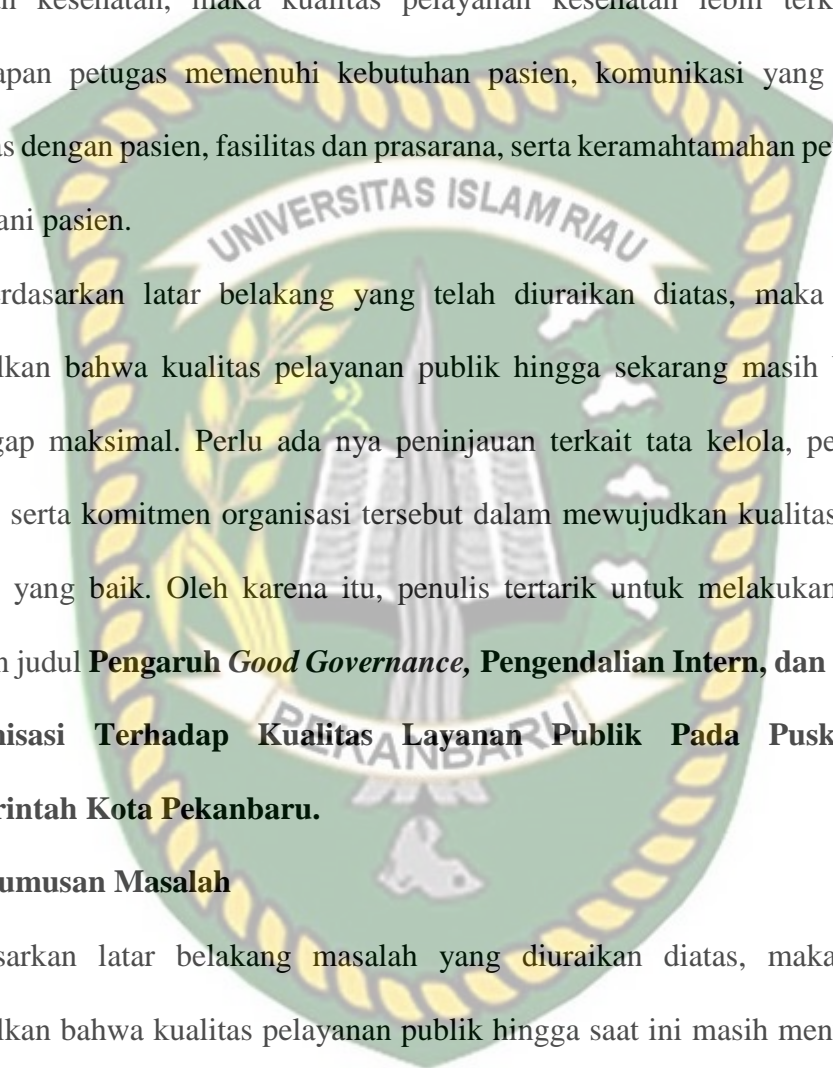 kesehatan, maka kualitas pelayanan kesehatan lebih terk
apan petugas memenuhi kebutuhan pasien, komunikasi yang
as dengan pasien, fasilitas dan prasarana, serta keramahtamahan pe
ani pasien.
UNIVERSITAS ISLAM RIAU
erdasarkan latar belakang yang telah diuraikan diatas, maka
lkan bahwa kualitas pelayanan publik hingga sekarang masih
gap maksimal. Perlu ada nya peninjauan terkait tata kelola, pe
serta komitmen organisasi tersebut dalam mewujudkan kualitas
yang baik. Oleh karena itu, penulis tertarik untuk melakukan
n judul Pengaruh Good Governance, Pengendalian Intern, dan
nisasi Terhadap Kualitas Layanan Publik Pada Pusk
PEKANBARU
rintah Kota Pekanbaru.
umusan Masalah
sarkan latar belakang masalah yang diuraikan diatas, maka
lkan bahwa kualitas pelayanan publik hingga saat ini masih men